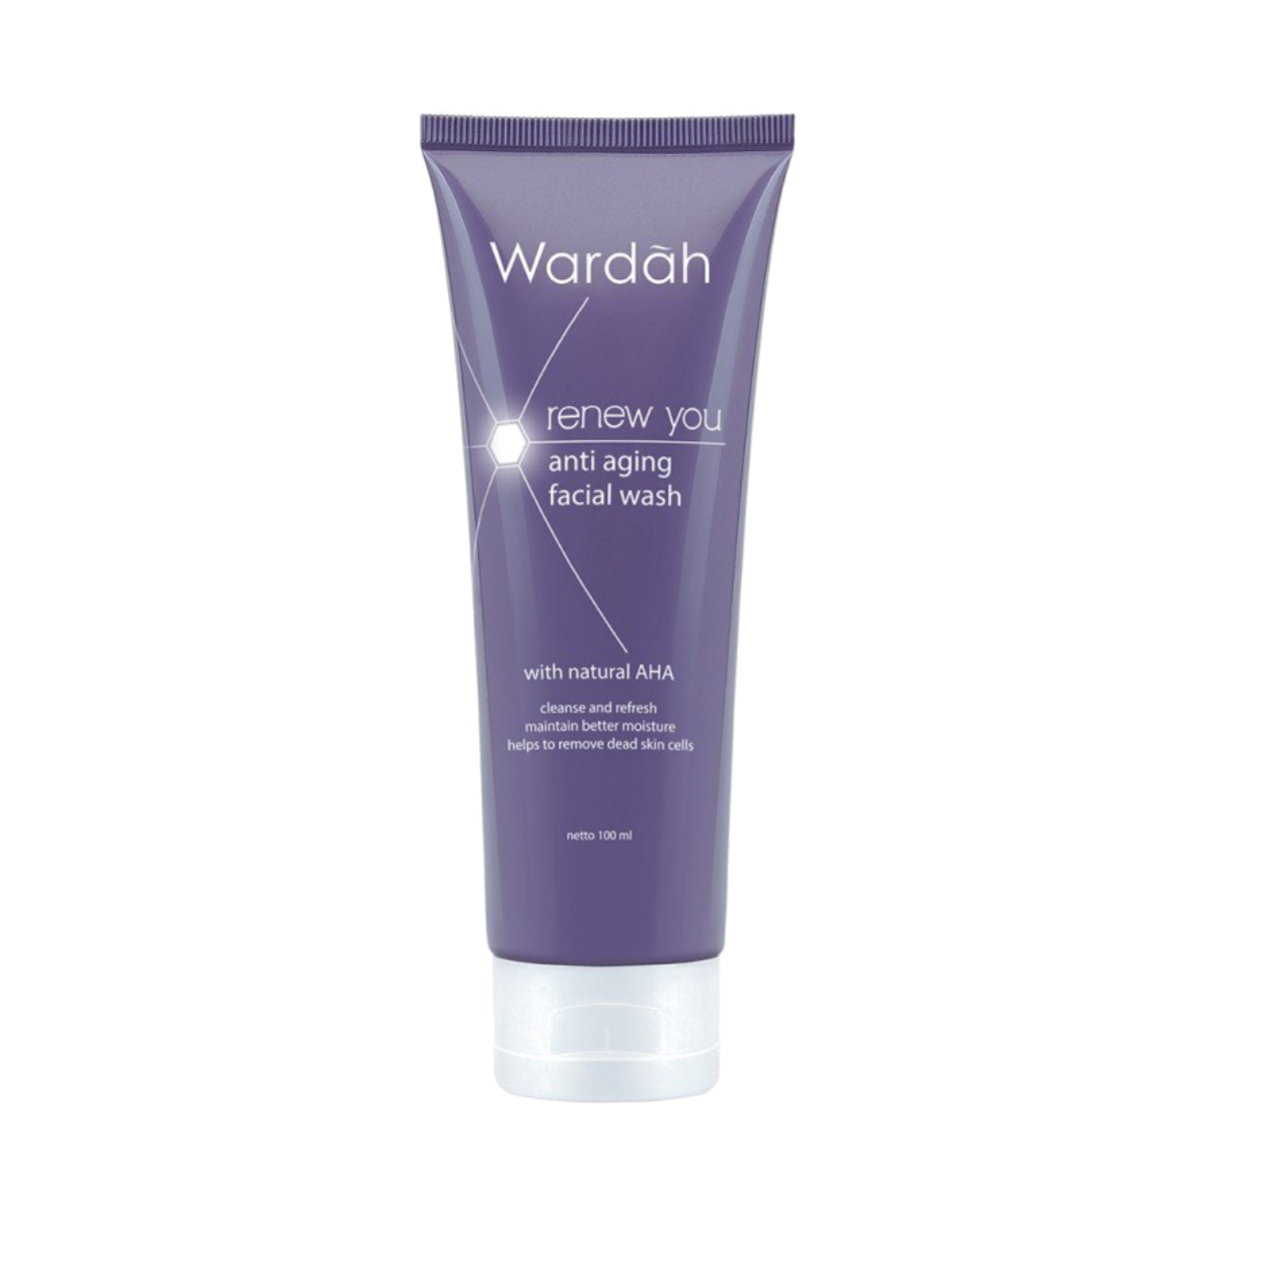 Wardãh
renew you
anti aging
facial wash
with natural AHA
cleanse and refresh
maintain better moisture
helps to remove dead skin cells
netto 100 ml